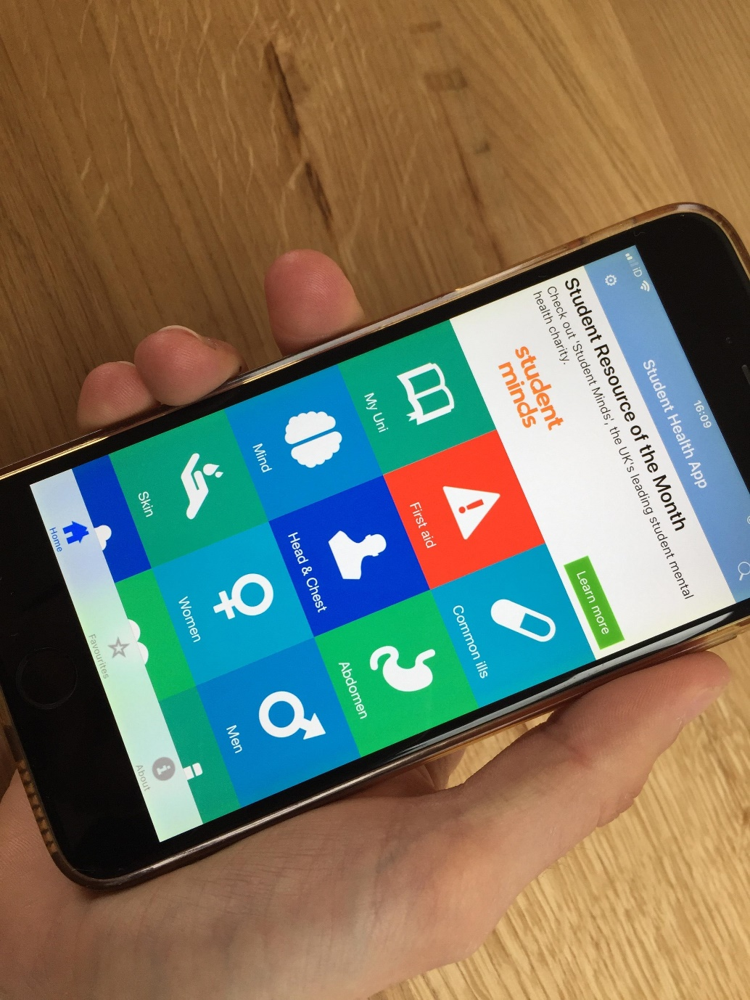 iD
16:09
Student Health App
Student Resource of the Month
Check out 'Student Minds', the UK's leading student mental
health charity.
student
minds
Learn more
My Uni
First aid
Common ills
Mind
Head & Chest
Abdomen
Skin
Women
Men
Home
Favourites
About